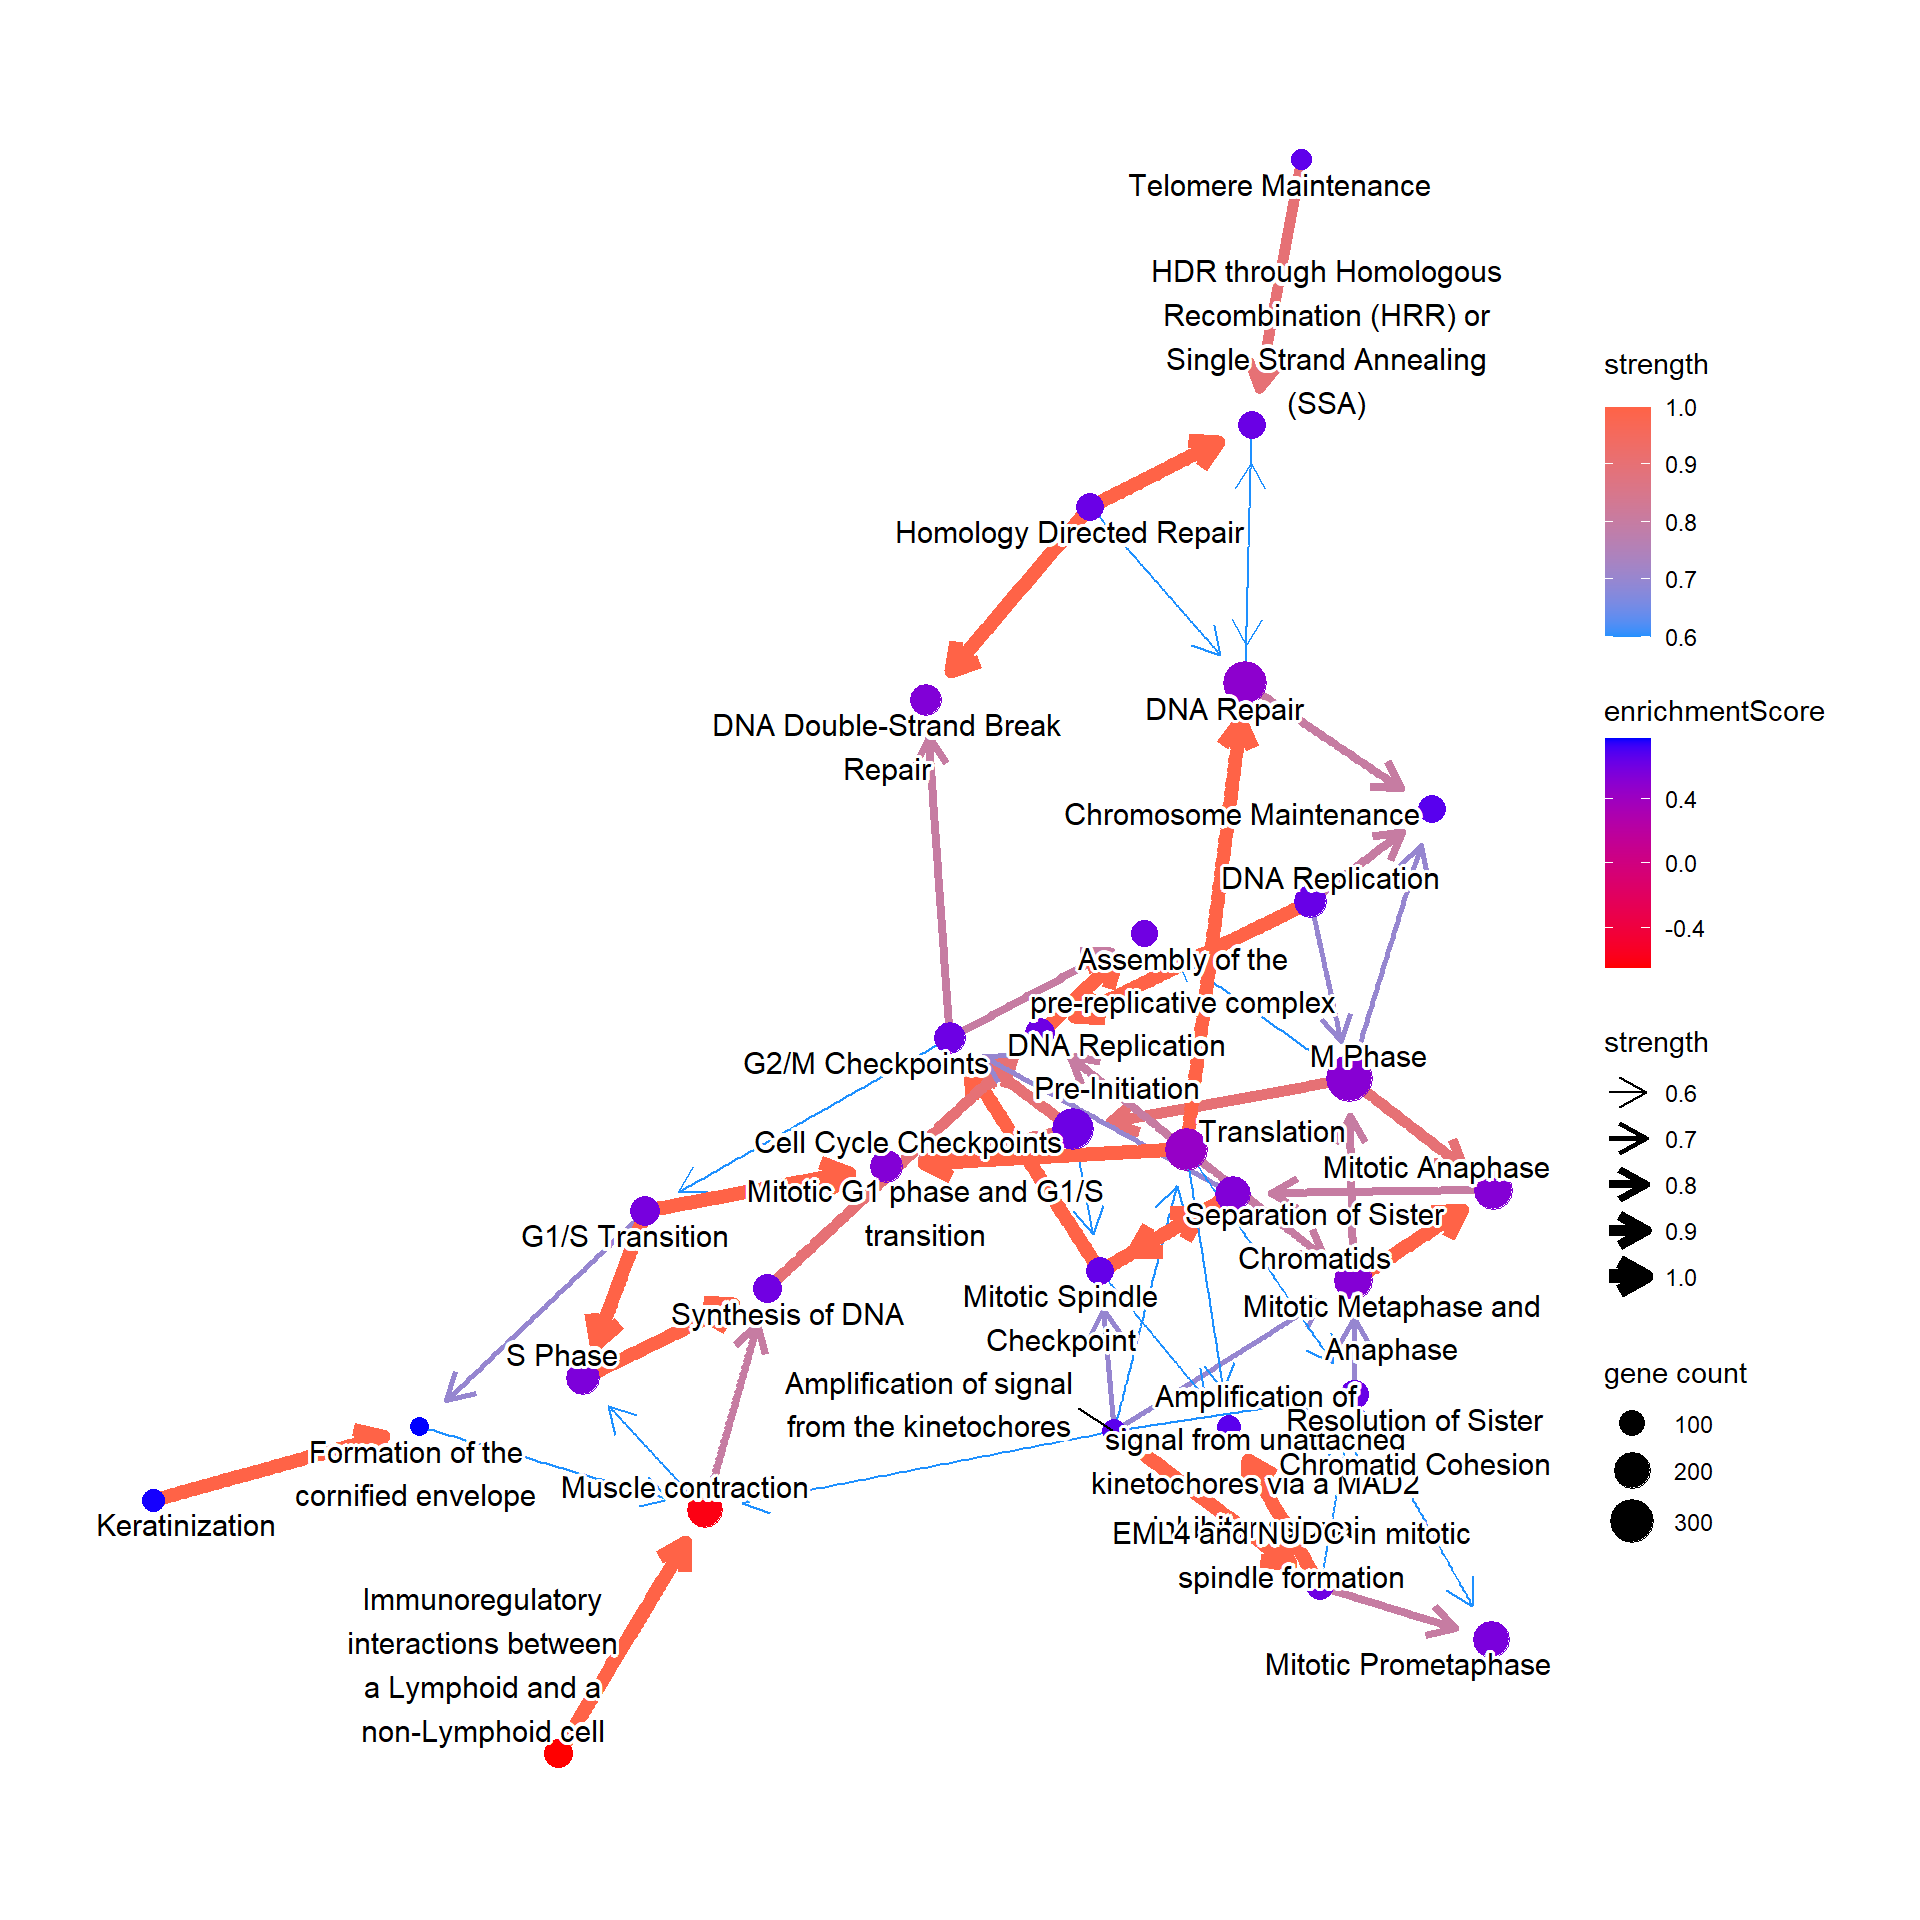 Telomere Maintenance
HDR through Homologous
Recombination (HRR) or
Single Strand Annealing
(SSA)
Homology Directed Repair
DNA Double-Strand Break
Repair
DNA Repair
Chromosome Maintenance
DNA Replication
Assembly of the
pre-replicative complex
DNA Replication
Pre-Initiation
G2/M Checkpoints
M Phase
Translation
Cell Cycle Checkpoints
Mitotic Anaphase
Mitotic G1 phase and G1/S
transition
Separation of Sister
Chromatids
G1/S Transition
Mitotic Spindle
Checkpoint
Mitotic Metaphase and
Anaphase
Synthesis of DNA
S Phase
Amplification of signal
from the kinetochores
Amplification of
signal from unattached
kinetochores via a MAD2
Resolution of Sister
Chromatid Cohesion
Formation of the
cornified envelope
Muscle contraction
Keratinization
EML4 and NUDC in mitotic
spindle formation
Immunoregulatory
interactions between
a Lymphoid and a
non-Lymphoid cell
Mitotic Prometaphase
strength
1.0
0.9
0.8
0.7
0.6
enrichmentScore
0.4
0.0
-0.4
strength
0.6
0.7
0.8
0.9
1.0
gene count
100
200
300